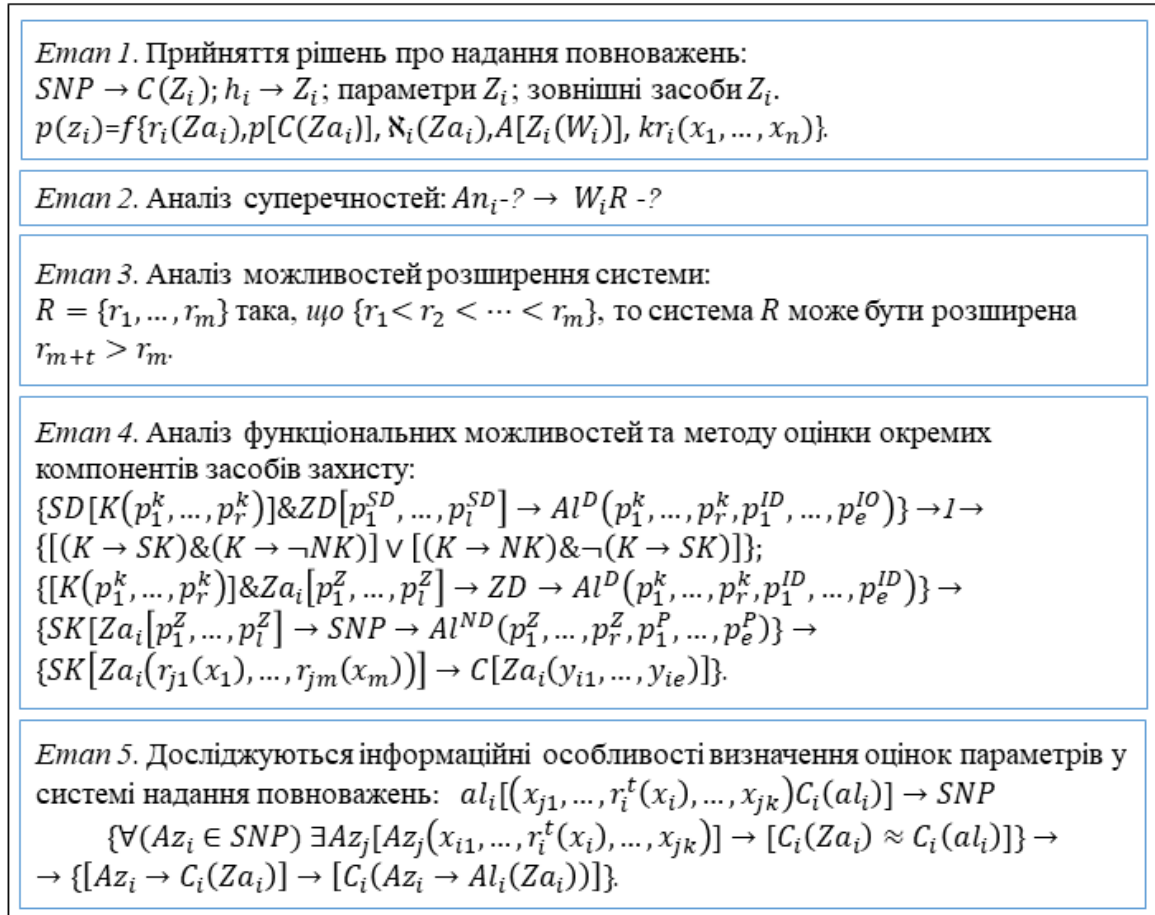 Етап 1. Прийняття рішень про надання повноважень:
SNP → C(Z_i); h_i → Z_i; параметри Z_i; зовнішні засоби Z_i.
p(z_i)=f{r_i(Za_i),p[C(Za_i)], ℵ_i(Za_i),A[Z_i(W_i)], kr_i(x_1, …, x_n)}.
Етап 2. Аналіз суперечностей: An_i-? → W_iR -?
Етап 3. Аналіз можливостей розширення системи:
R = {r_1, …, r_m} така, що {r_1< r_2 < ⋯ < r_m}, то система R може бути розширена
r_{m+t} > r_m.
Етап 4. Аналіз функціональних можливостей та методу оцінки окремих
компонентів засобів захисту:
{SD[K(p_1^k, …, p_r^k)]&ZD[p_1^{SD}, …, p_l^{SD}] → Al^D(p_1^k, …, p_r^k, p_1^{ID}, …, p_e^{IO})} →1→
{[(K → SK)&(K → ¬NK)] ∨ [(K → NK)&¬(K → SK)]};
{[K(p_1^k, …, p_r^k)]&Za_i[p_1^Z, …, p_l^Z] → ZD → Al^D(p_1^k, …, p_r^k, p_1^{ID}, …, p_e^{ID})} →
{SK[Za_i[p_1^Z, …, p_l^Z] → SNP → Al^{ND}(p_1^Z, …, p_r^Z, p_1^P, …, p_e^P)} →
{SK[Za_i(r_{j1}(x_1), …, r_{jm}(x_m))] → C[Za_i(y_{i1}, …, y_{ie})]}.
Етап 5. Досліджуються інформаційні особливості визначення оцінок параметрів у
системі надання повноважень: al_i[(x_{j1}, …, r_i^t(x_i), …, x_{jk})C_i(al_i)] → SNP
{∀(Az_i ∈ SNP) ∃Az_j[Az_j(x_{i1}, …, r_i^t(x_i), …, x_{jk})] → [C_i(Za_i) ≈ C_i(al_i)]} →
→ {[Az_i → C_i(Za_i)] → [C_i(Az_i → Al_i(Za_i))]}.